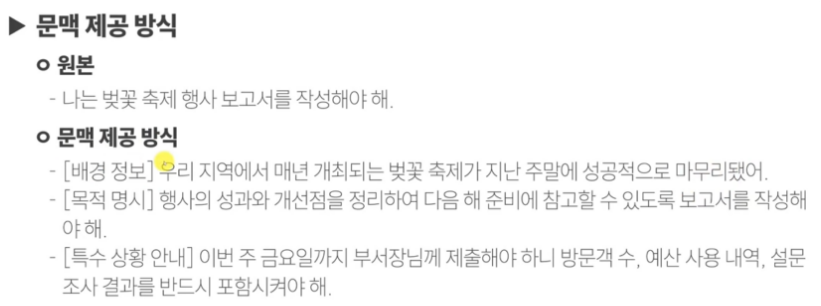 ▶ 문맥 제공 방식
ㅇ 원본
- 나는 벚꽃 축제 행사 보고서를 작성해야 해.
ㅇ 문맥 제공 방식
- [배경 정보] 우리 지역에서 매년 개최되는 벚꽃 축제가 지난 주말에 성공적으로 마무리됐어.
- [목적 명시] 행사의 성과와 개선점을 정리하여 다음 해 준비에 참고할 수 있도록 보고서를 작성해
야 해.
- [특수 상황 안내] 이번 주 금요일까지 부서장님께 제출해야 하니 방문객 수, 예산 사용 내역, 설문
조사 결과를 반드시 포함시켜야 해.